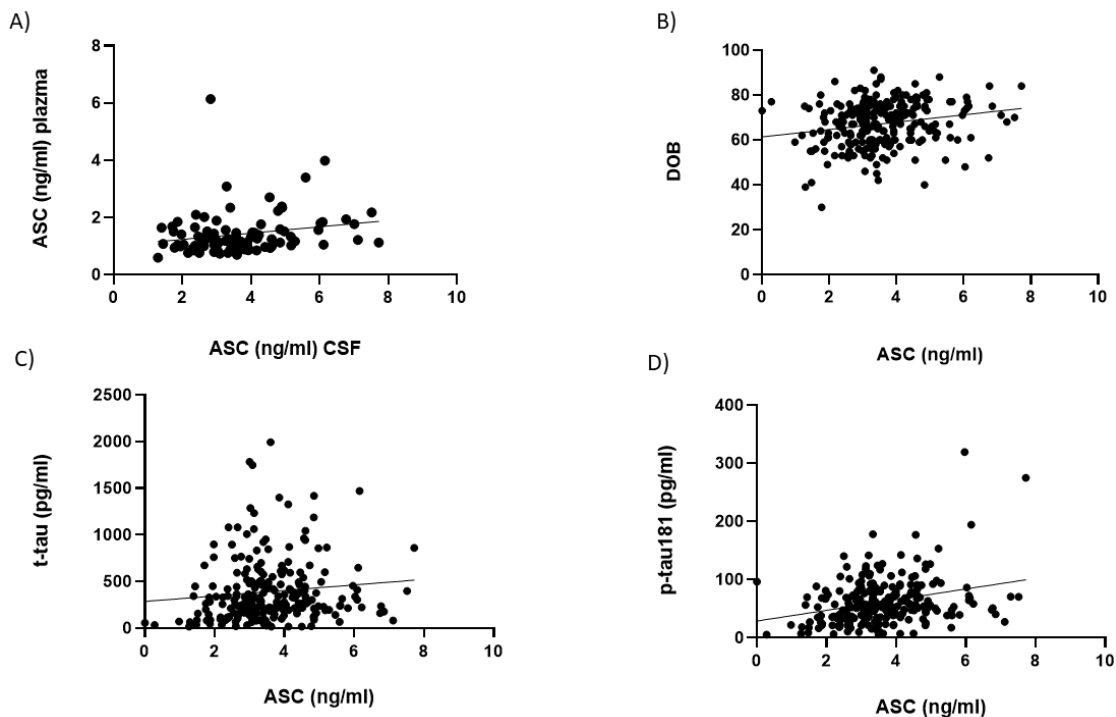 A)
ASC (ng/ml) plazma
8
6
4
2
0
0 2 4 6 8 10
ASC (ng/ml) CSF
B)
DOB
100
80
60
40
20
0
0 2 4 6 8 10
ASC (ng/ml)
C)
t-tau (pg/ml)
2500
2000
1500
1000
500
0
0 2 4 6 8 10
ASC (ng/ml)
D)
p-tau181 (pg/ml)
400
300
200
100
0
0 2 4 6 8 10
ASC (ng/ml)